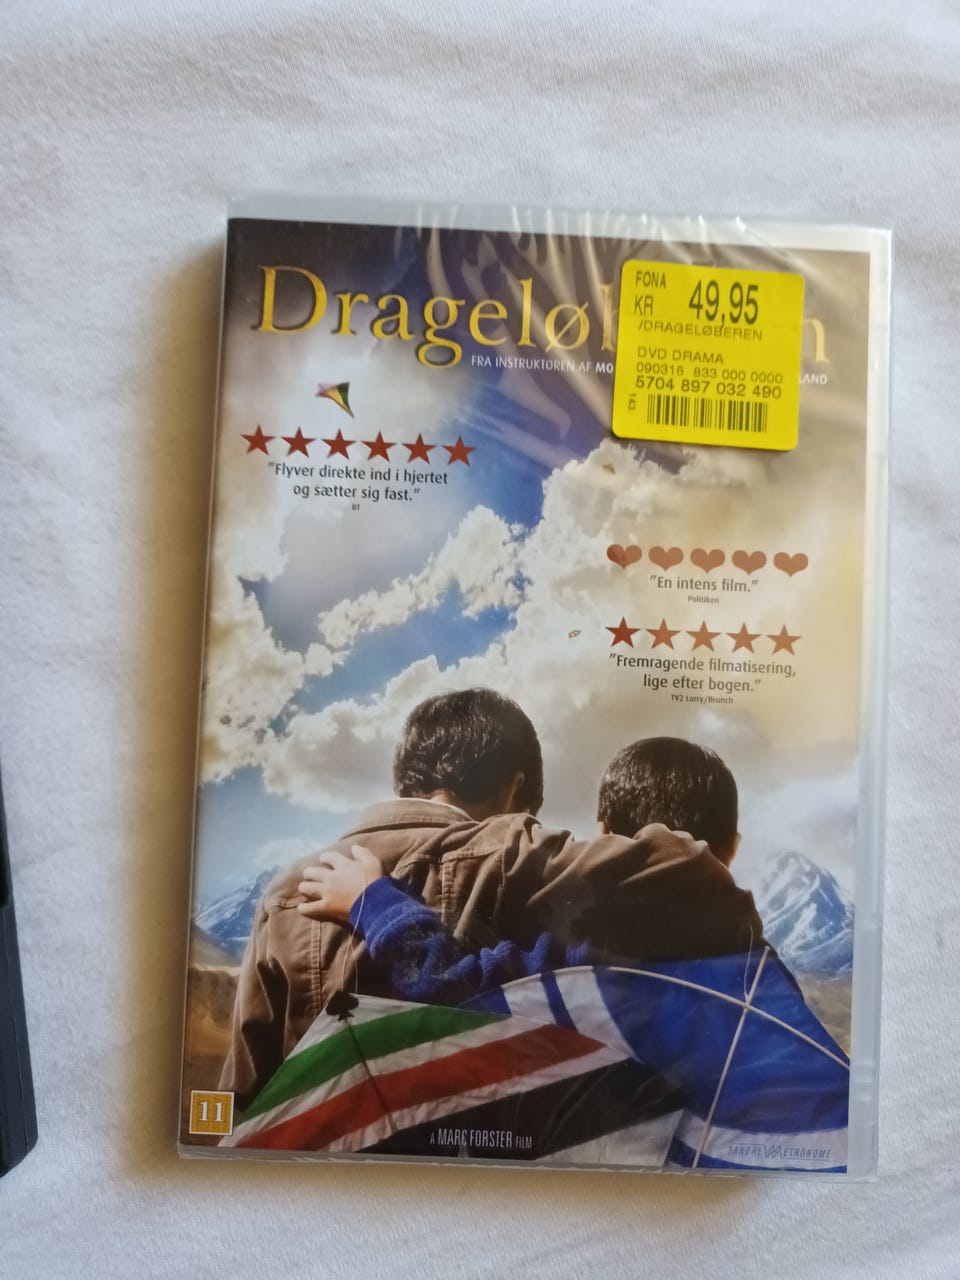 Drageløb n
FRA INSTRUKTØREN AF MO LAND
FONA
KR 49,95
/DRAGELØBEREN
DVD DRAMA
090316 833 000 0000
5704 897 032 490
143
"Flyver direkte ind i hjertet
og sætter sig fast."
BT
"En intens film."
Politiken
"Fremragende filmatisering,
lige efter bogen."
TV2 Lorry/Brunch
11
A MARC FORSTER FILM
SANDREW METRONOME